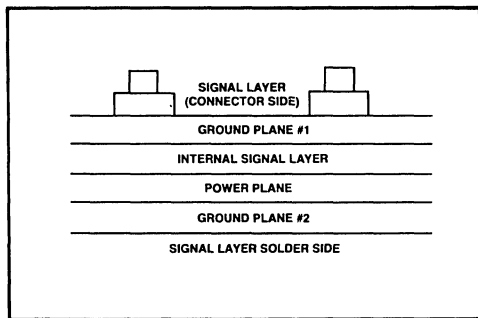 SIGNAL LAYER
(CONNECTOR SIDE)
GROUND PLANE #1
INTERNAL SIGNAL LAYER
POWER PLANE
GROUND PLANE #2
SIGNAL LAYER SOLDER SIDE